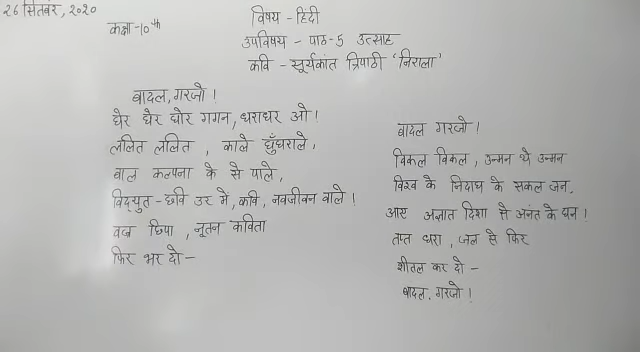 26 सितंबर, 2020
कक्षा-10th
विषय - हिंदी
उपविषय - पाठ-5 उत्साह
कवि - सूर्यकांत त्रिपाठी 'निराला'
बादल, गरजो !
घेर घेर घोर गगन, धराधर ओ !
ललित ललित, काले घुँघराले,
बाल कल्पना के से पाले,
विद्युत-छवि उर में, कवि, नवजीवन वाले !
वज्र छिपा, नूतन कविता
फिर भर दो -
बादल गरजो !
विकल विकल, उन्मन थे उन्मन
विश्व के निदाघ के सकल जन,
आए अज्ञात दिशा से अनंत के घन !
तप्त धरा, जल से फिर
शीतल कर दो -
बादल, गरजो !